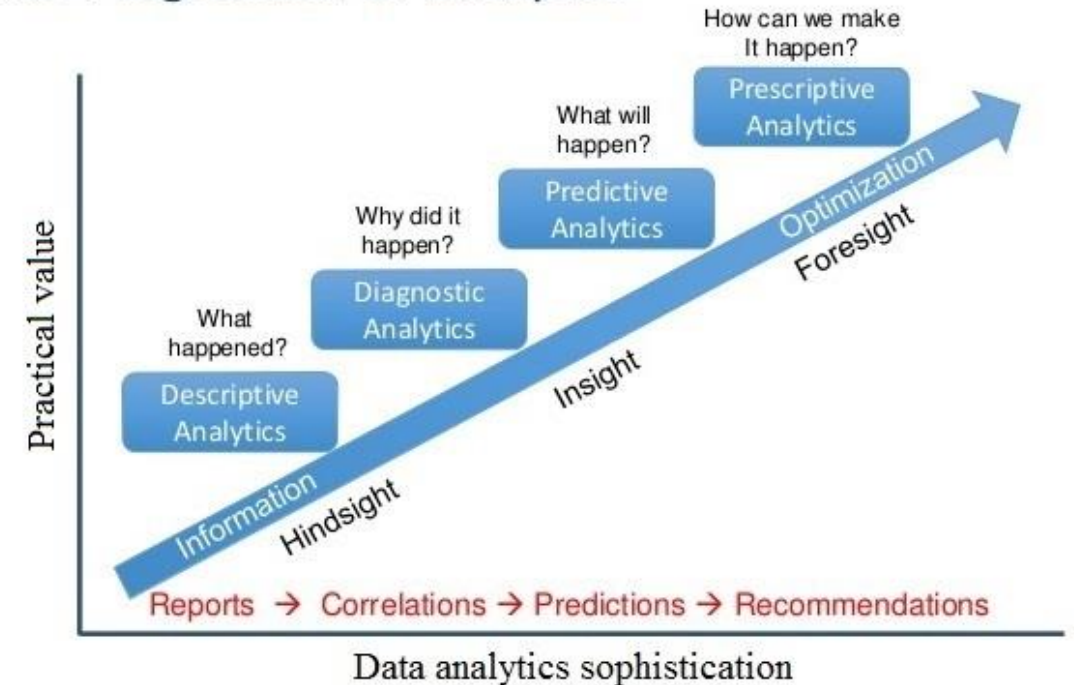 How can we make
It happen?
Prescriptive
Analytics
What will
happen?
Predictive
Analytics
Why did it
happen?
Diagnostic
Analytics
What
happened?
Descriptive
Analytics
Practical value
Information
Optimization
Hindsight
Insight
Foresight
Reports → Correlations → Predictions → Recommendations
Data analytics sophistication